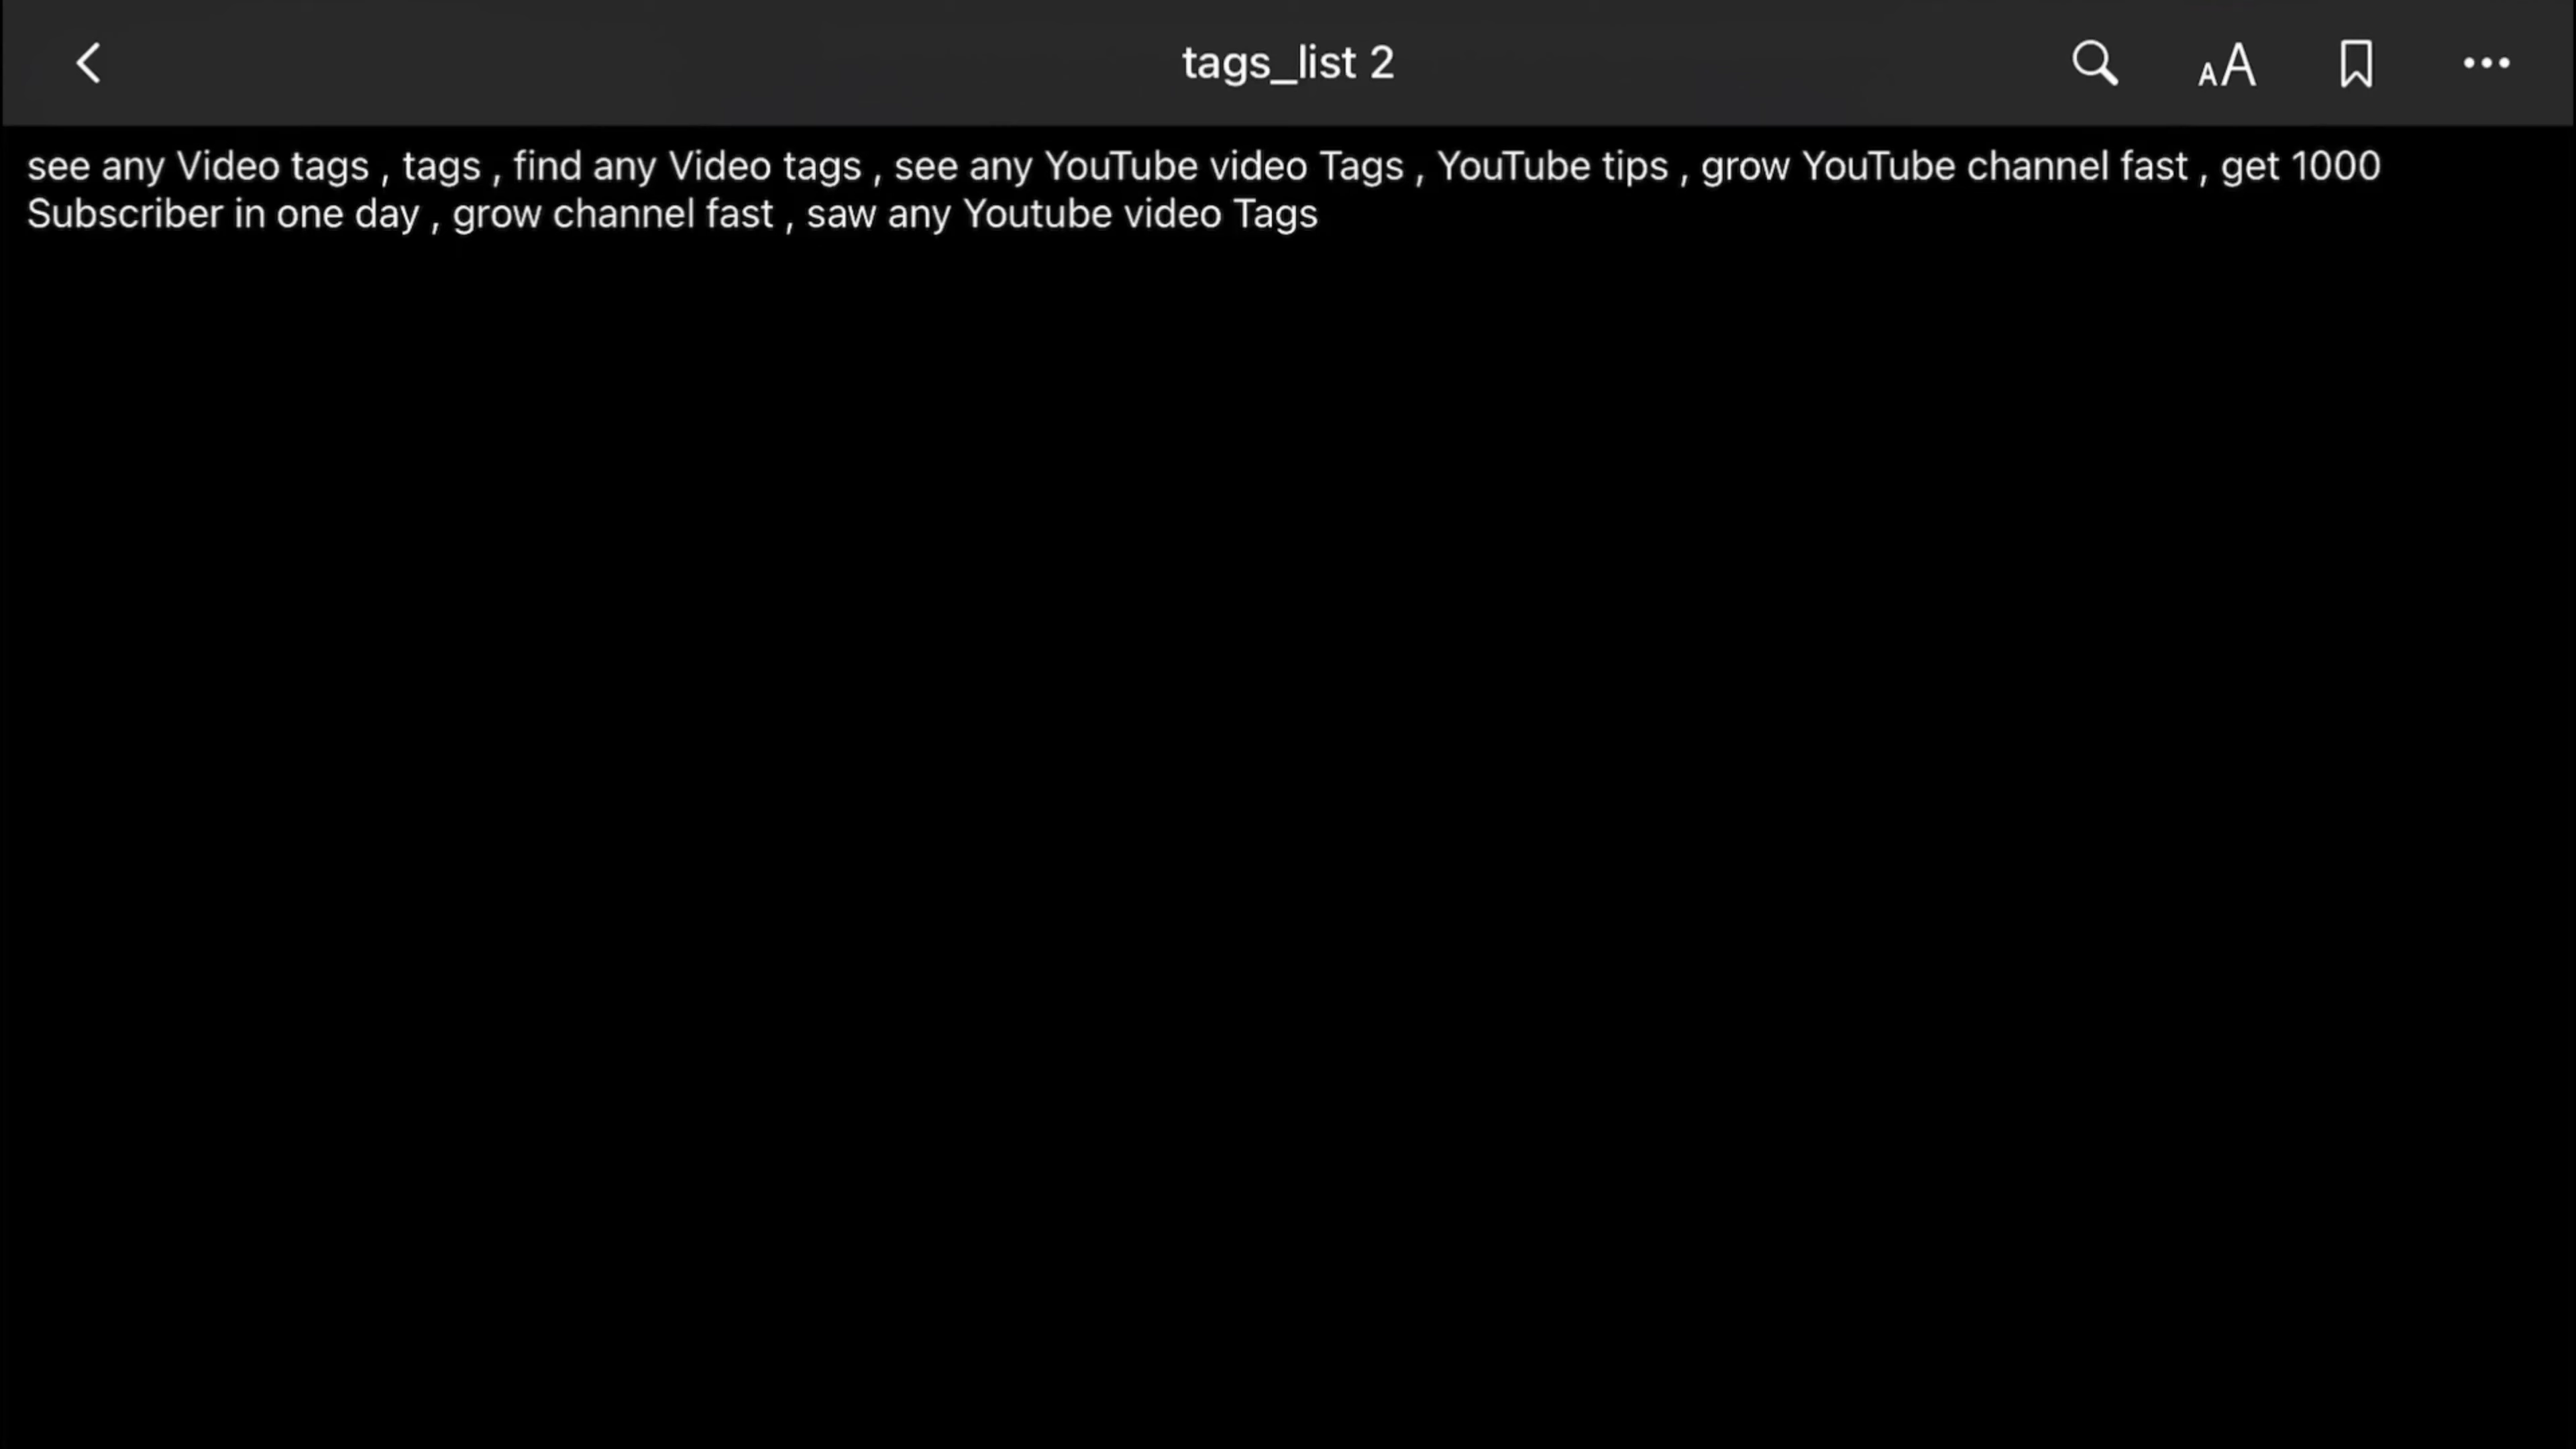 tags_list 2
AA
see any Video tags , tags , find any Video tags , see any YouTube video Tags , YouTube tips , grow YouTube channel fast , get 1000
Subscriber in one day , grow channel fast , saw any Youtube video Tags